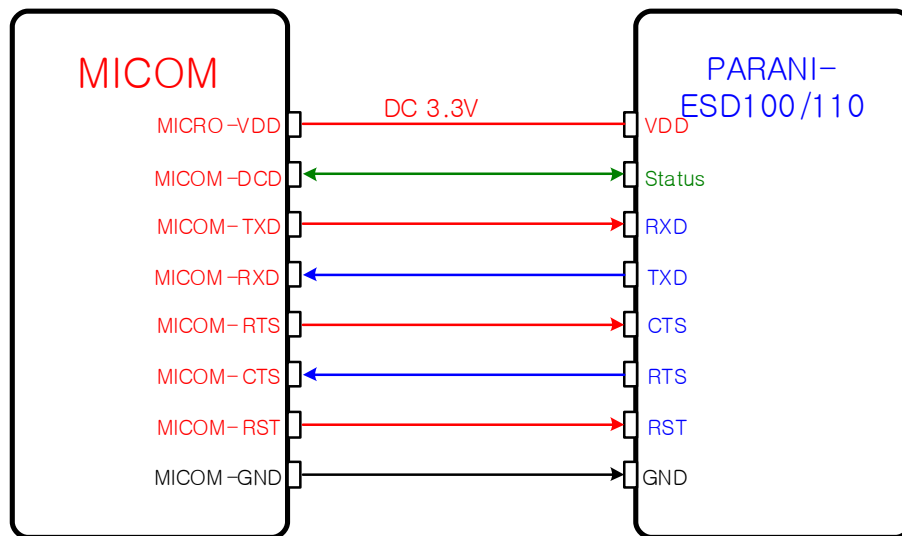 MICOM
PARANI-
ESD100/110
DC 3.3V
MICRO-VDD
VDD
MICOM-DCD
Status
MICOM-TXD
RXD
MICOM-RXD
TXD
MICOM-RTS
CTS
MICOM-CTS
RTS
MICOM-RST
RST
MICOM-GND
GND